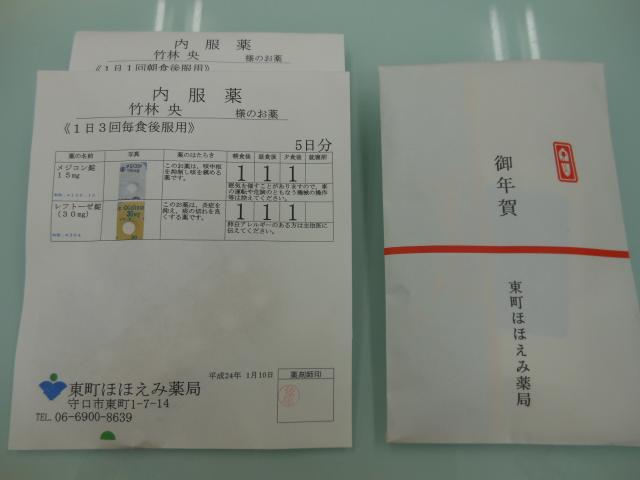 内服薬
竹林 央 様のお薬
《1日1回朝食後服用》
内服薬
竹林 央 様のお薬
《1日3回毎食後服用》
5日分
薬の名前 写真 薬のはたらき 朝食後 昼食後 夕食後 就寝前
メジコン錠
15mg
このお薬は、咳中枢
を抑制し咳を鎮める
薬です。
1 1 1
眠気を催すことがありますので、車
の運転や危険のともなう機械の操作
等は控えてください。
レフトーゼ錠
(30mg)
このお薬は、炎症を
抑え、痰の切れを良
くする薬です。
1 1 1
卵白アレルギーのある方は主治医に
伝えてください。
平成24年 1月10日
薬剤師印
東町ほほえみ薬局
守口市東町1-7-14
TEL. 06-6900-8639
御年賀
東町ほほえみ薬局